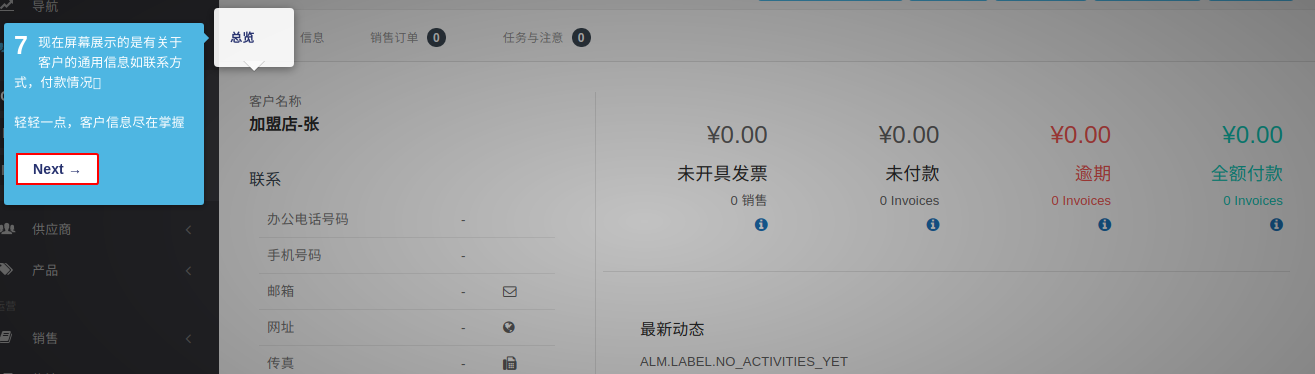 导航
7 现在屏幕展示的是有关于
客户的通用信息如联系方
式，付款情况
轻轻一点，客户信息尽在掌握
Next →
供应商
产品
运营
销售
总览
信息
销售订单 0
任务与注意 0
客户名称
加盟店-张
联系
办公电话号码 -
手机号码 -
邮箱 -
网址 -
传真 -
¥0.00
未开具发票
0 销售
¥0.00
未付款
0 Invoices
¥0.00
逾期
0 Invoices
¥0.00
全额付款
0 Invoices
最新动态
ALM.LABEL.NO_ACTIVITIES_YET